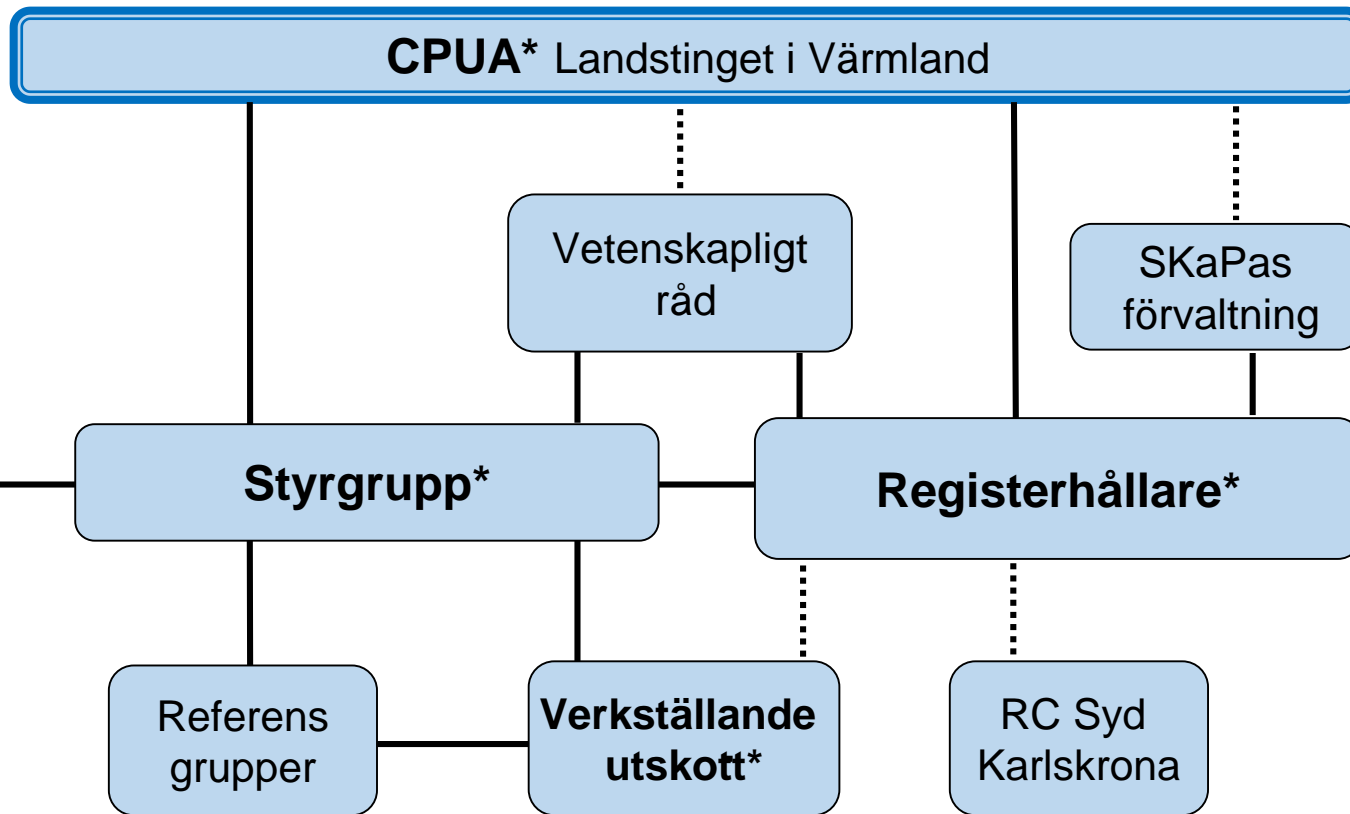 CPUA* Landstinget i Värmland
Vetenskapligt
råd
SKaPas
förvaltning
Styrgrupp*
Registerhållare*
Referens
grupper
Verkställande
utskott*
RC Syd
Karlskrona